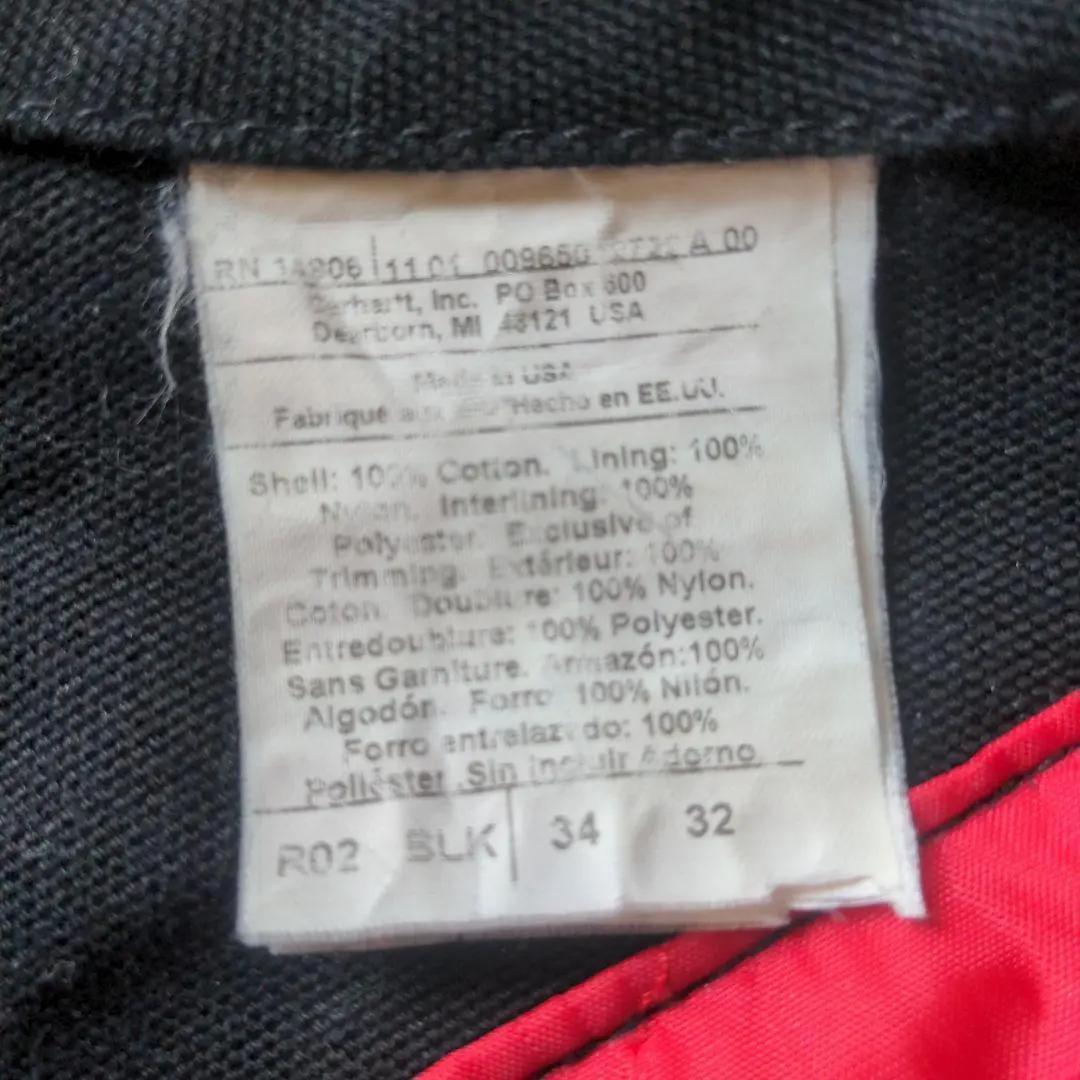 RN 14806 11 01 009650 A 00
Carhartt, Inc. PO Box 600
Dearborn, MI 48121 USA
Made in USA
Fabriqué aux "Hecho en EE.UU.
Shell: 100% Cotton. Lining: 100%
Nylon. Interlining: 100%
Polyester. Exclusive of
Trimming. Extérieur: 100%
Coton. Doublure: 100% Nylon.
Entredoublure: 100% Polyester.
Sans Garniture. Armazón:100%
Algodón. Forro 100% Nilón.
Forro entrelazado: 100%
Poliéster .Sin Incluir Adorno.
R02 BLK 34 32